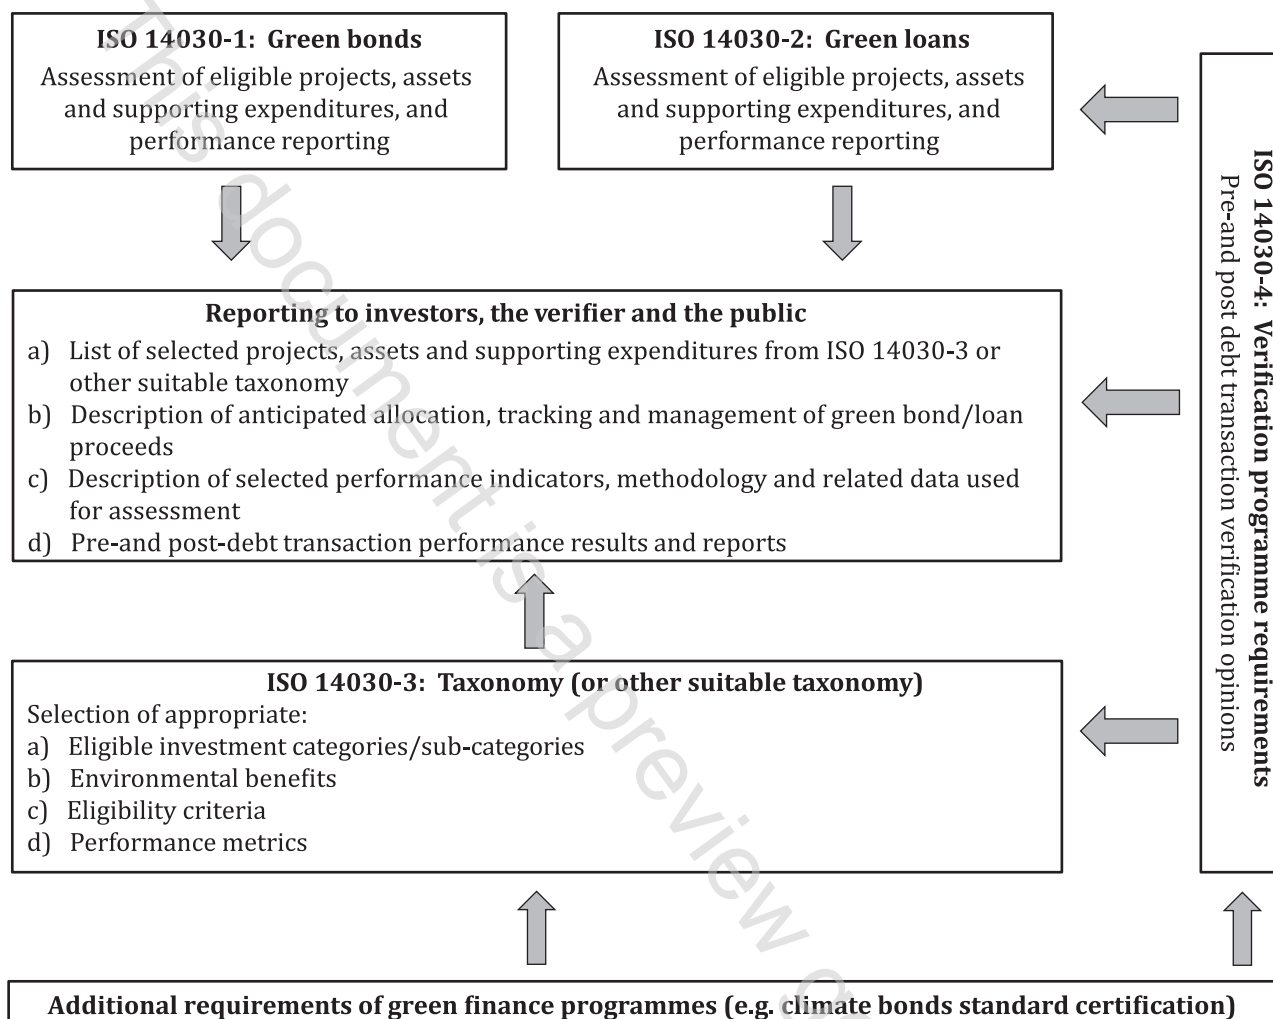 ISO 14030-1: Green bonds
Assessment of eligible projects, assets
and supporting expenditures, and
performance reporting
ISO 14030-2: Green loans
Assessment of eligible projects, assets
and supporting expenditures, and
performance reporting
Reporting to investors, the verifier and the public
a) List of selected projects, assets and supporting expenditures from ISO 14030-3 or
other suitable taxonomy
b) Description of anticipated allocation, tracking and management of green bond/loan
proceeds
c) Description of selected performance indicators, methodology and related data used
for assessment
d) Pre-and post-debt transaction performance results and reports
ISO 14030-3: Taxonomy (or other suitable taxonomy)
Selection of appropriate:
a) Eligible investment categories/sub-categories
b) Environmental benefits
c) Eligibility criteria
d) Performance metrics
ISO 14030-4: Verification programme requirements
Pre-and post debt transaction verification opinions
Additional requirements of green finance programmes (e.g. climate bonds standard certification)
This document is a preview